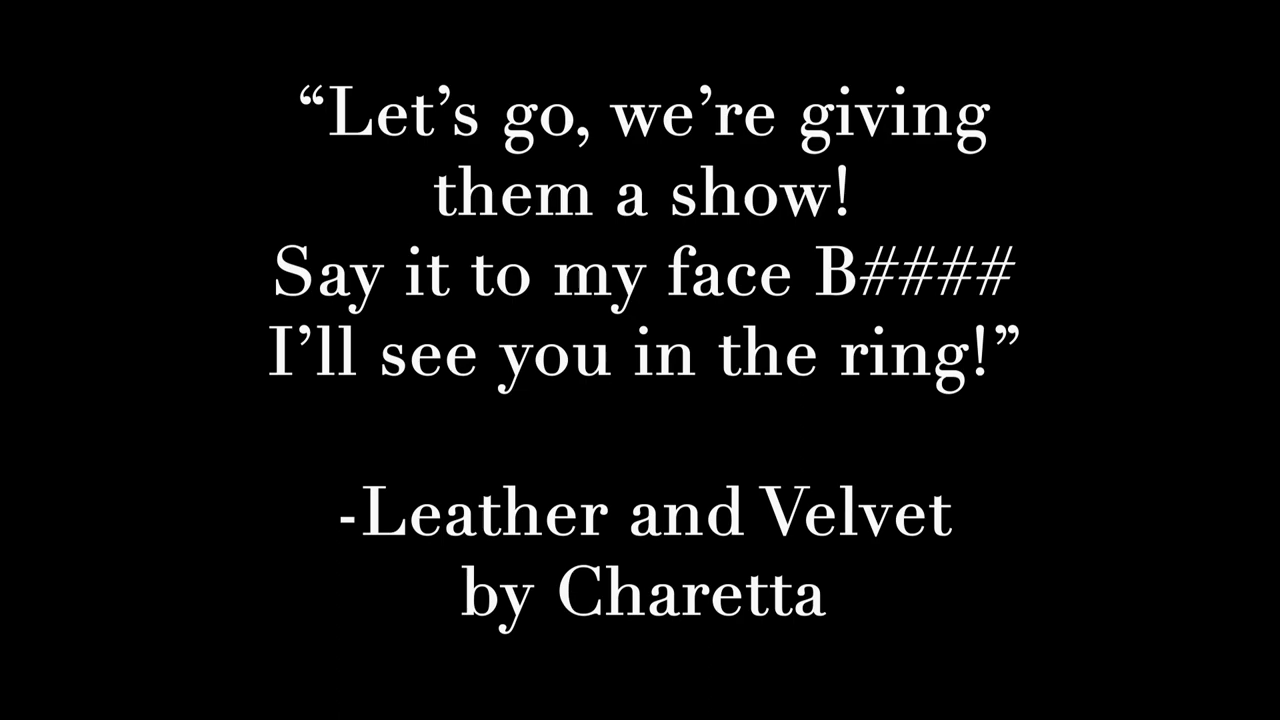 “Let’s go, we’re giving
them a show!
Say it to my face B####
I’ll see you in the ring!”
-Leather and Velvet
by Charetta